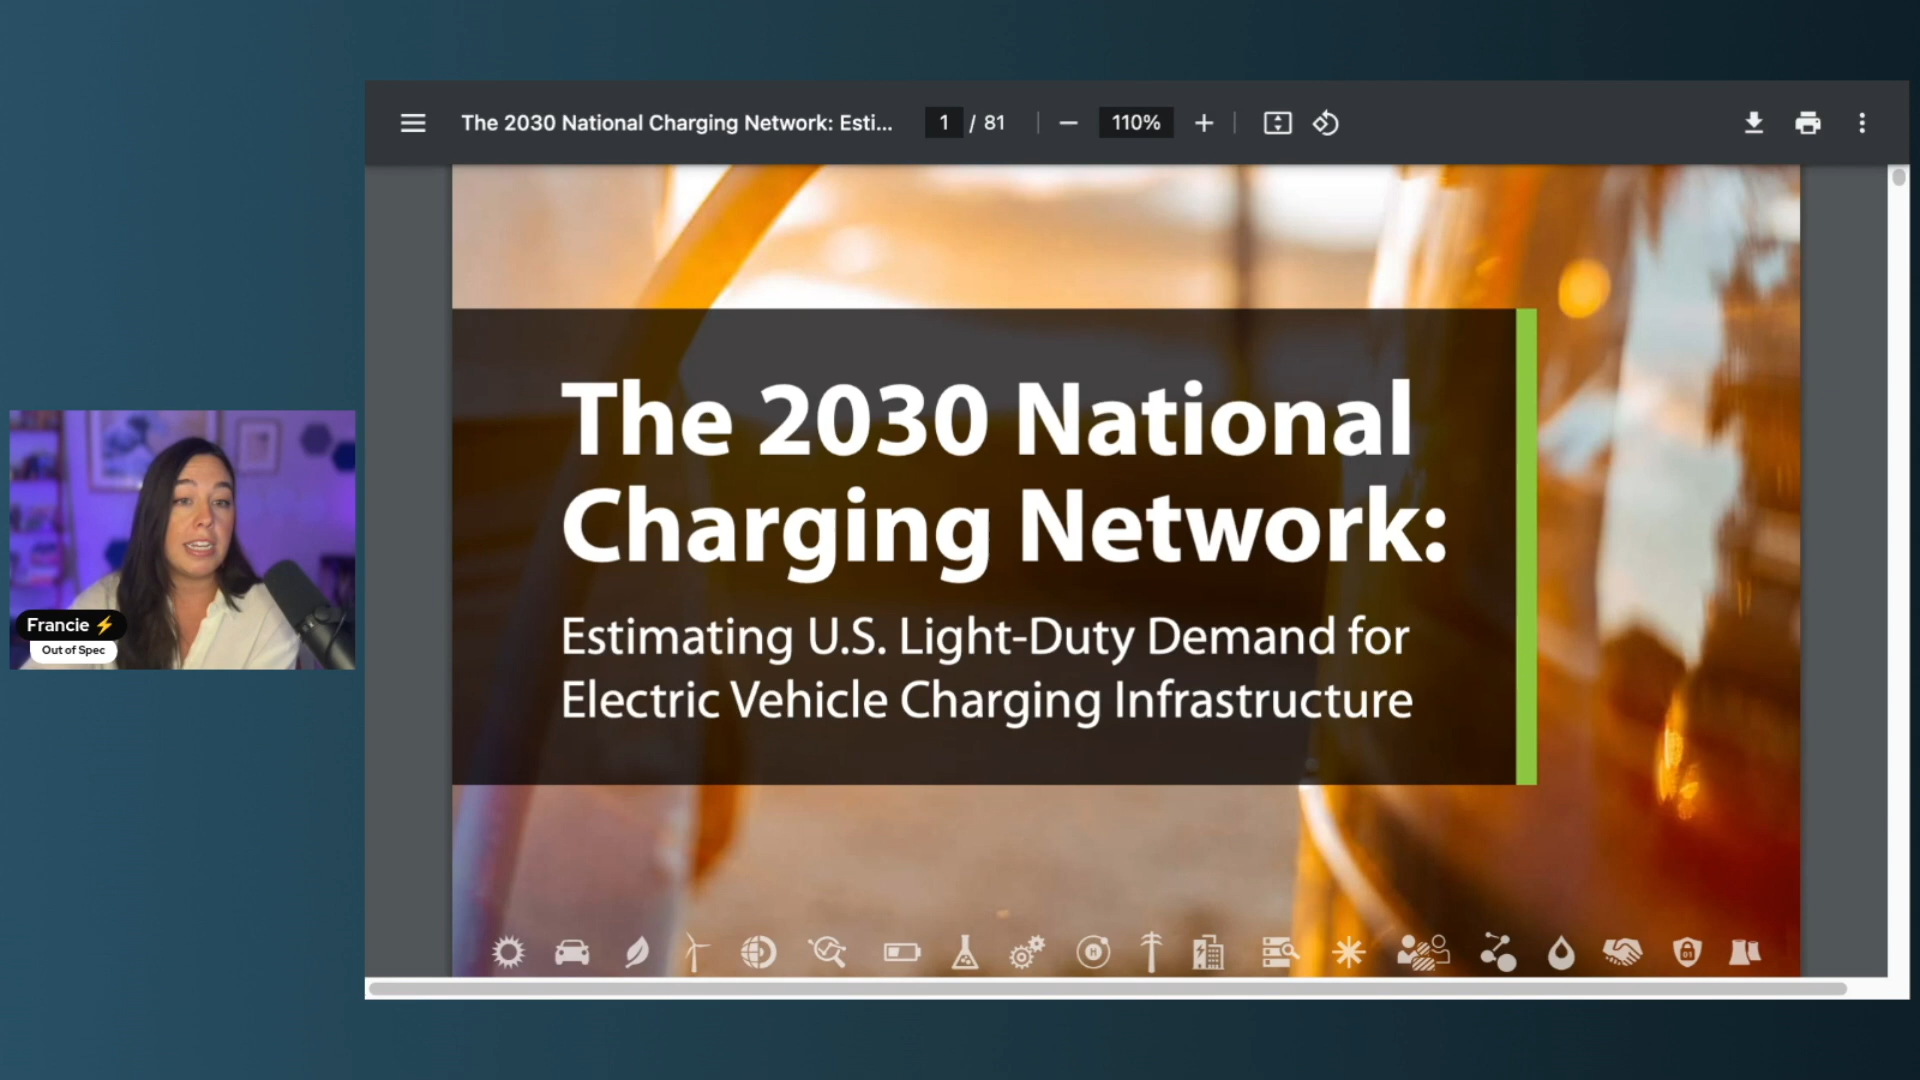 The 2030 National Charging Network: Esti... 1 / 81 110%
The 2030 National
Charging Network:
Estimating U.S. Light-Duty Demand for
Electric Vehicle Charging Infrastructure
Francie
Out of Spec
H
01